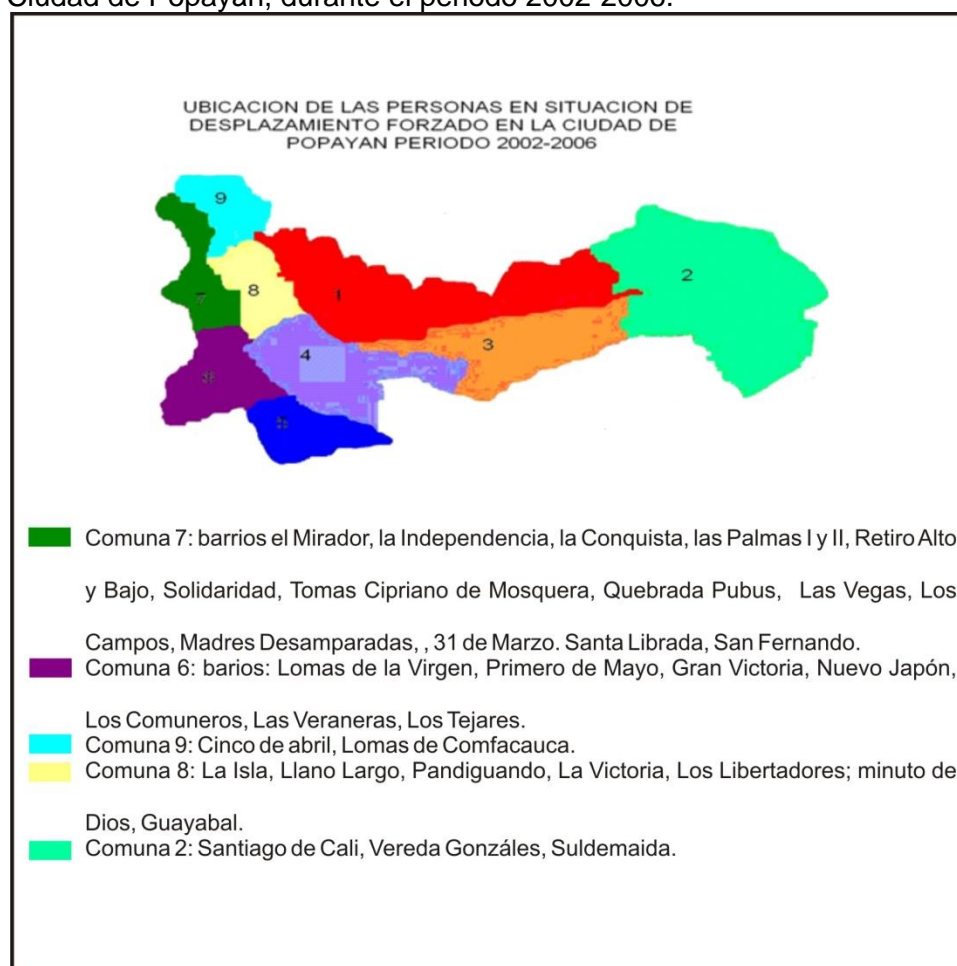 Ciudad de Popayán, durante el periodo 2002-2006.
UBICACION DE LAS PERSONAS EN SITUACION DE
DESPLAZAMIENTO FORZADO EN LA CIUDAD DE
POPAYAN PERIODO 2002-2006
9
2
7
8
1
3
4
Comuna 7: barrios el Mirador, la Independencia, la Conquista, las Palmas I y II, Retiro Alto
y Bajo, Solidaridad, Tomas Cipriano de Mosquera, Quebrada Pubus, Las Vegas, Los
Campos, Madres Desamparadas, , 31 de Marzo. Santa Librada, San Fernando.
Comuna 6: barios: Lomas de la Virgen, Primero de Mayo, Gran Victoria, Nuevo Japón,
Los Comuneros, Las Veraneras, Los Tejares.
Comuna 9: Cinco de abril, Lomas de Comfacauca.
Comuna 8: La Isla, Llano Largo, Pandiguando, La Victoria, Los Libertadores; minuto de
Dios, Guayabal.
Comuna 2: Santiago de Cali, Vereda Gonzáles, Suldemaida.